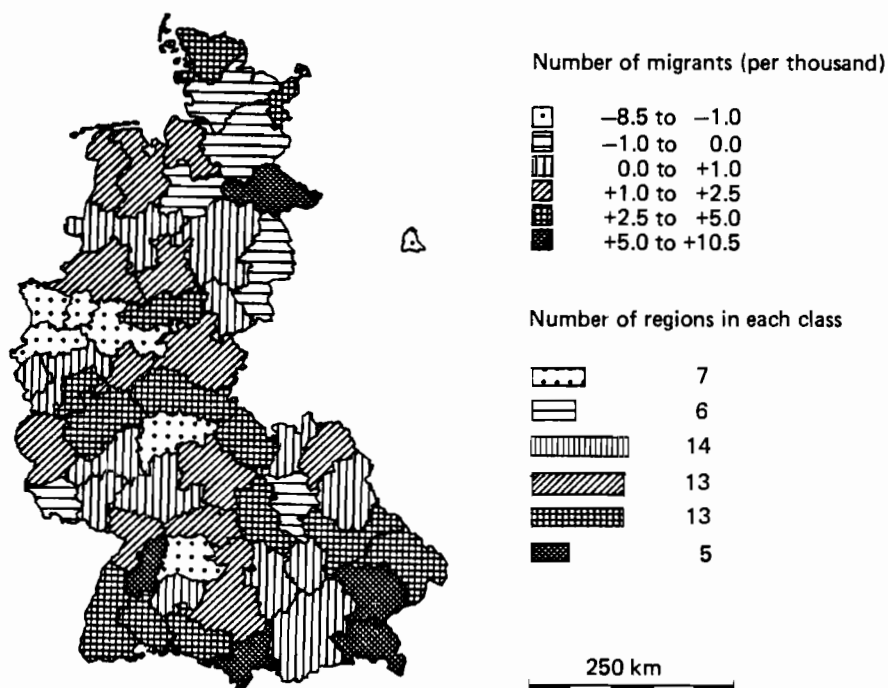 Number of migrants (per thousand)
−8.5 to −1.0
−1.0 to 0.0
0.0 to +1.0
+1.0 to +2.5
+2.5 to +5.0
+5.0 to +10.5
Number of regions in each class
7
6
14
13
13
5
250 km